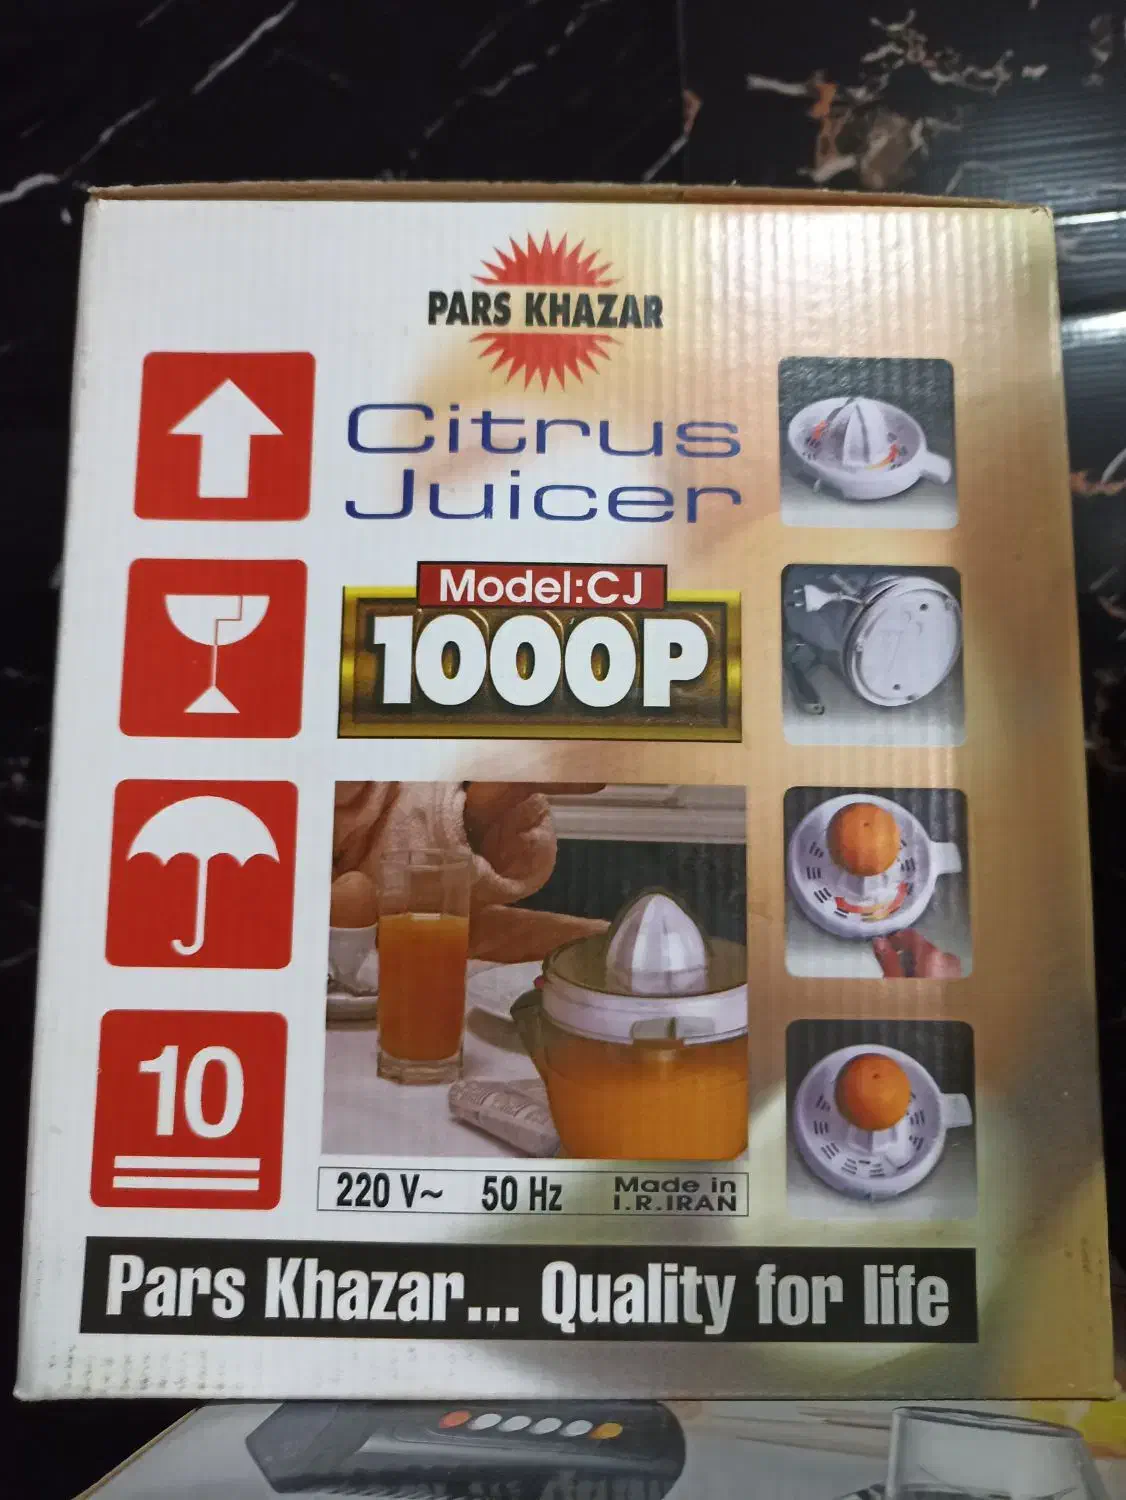 PARS KHAZAR
Citrus
Juicer
Model:CJ
1000P
10
220 V~ 50 Hz Made in
I.R.IRAN
Pars Khazar... Quality for life